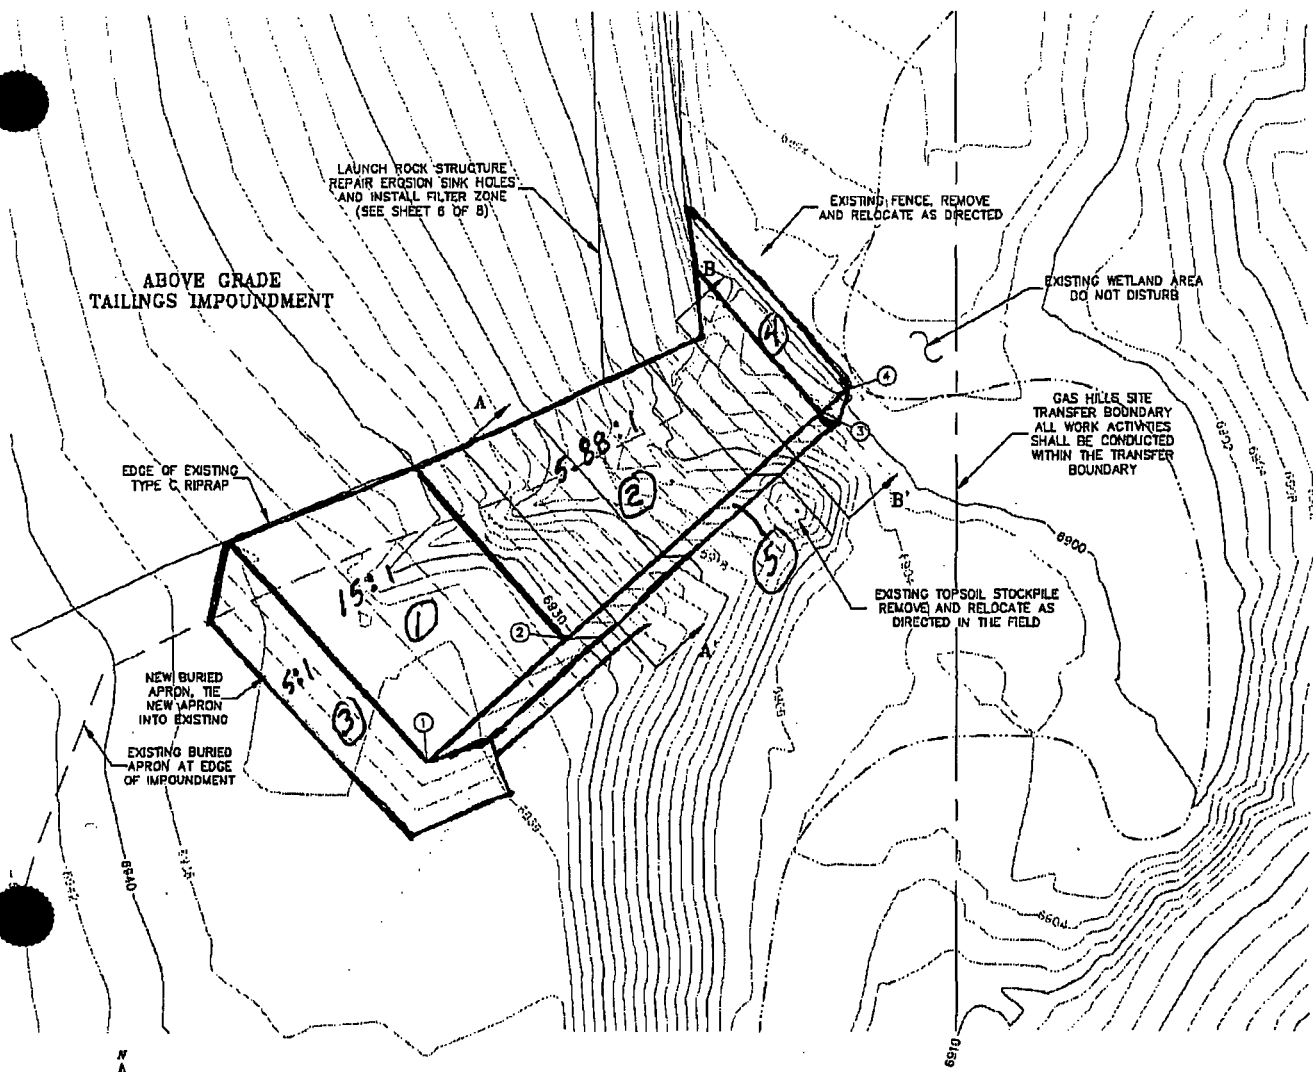 LAUNCH ROCK STRUCTURE
REPAIR EROSION SINK HOLES
AND INSTALL FILTER ZONE
(SEE SHEET 6 OF 8)
EXISTING FENCE, REMOVE
AND RELOCATE AS DIRECTED
ABOVE GRADE
TAILINGS IMPOUNDMENT
B
EXISTING WETLAND AREA
DO NOT DISTURB
4
4
A
GAS HILLS SITE
TRANSFER BOUNDARY
ALL WORK ACTIVITIES
SHALL BE CONDUCTED
WITHIN THE TRANSFER
BOUNDARY
3
5.88:1
EDGE OF EXISTING
TYPE C RIPRAP
2
B'
6900
5
15:1
1
6930
EXISTING TOPSOIL STOCKPILE
REMOVE AND RELOCATE AS
DIRECTED IN THE FIELD
2
A'
NEW BURIED
APRON, TIE
NEW APRON
INTO EXISTING
5:1
3
1
EXISTING BURIED
APRON AT EDGE
OF IMPOUNDMENT
6940
6904
6910
N